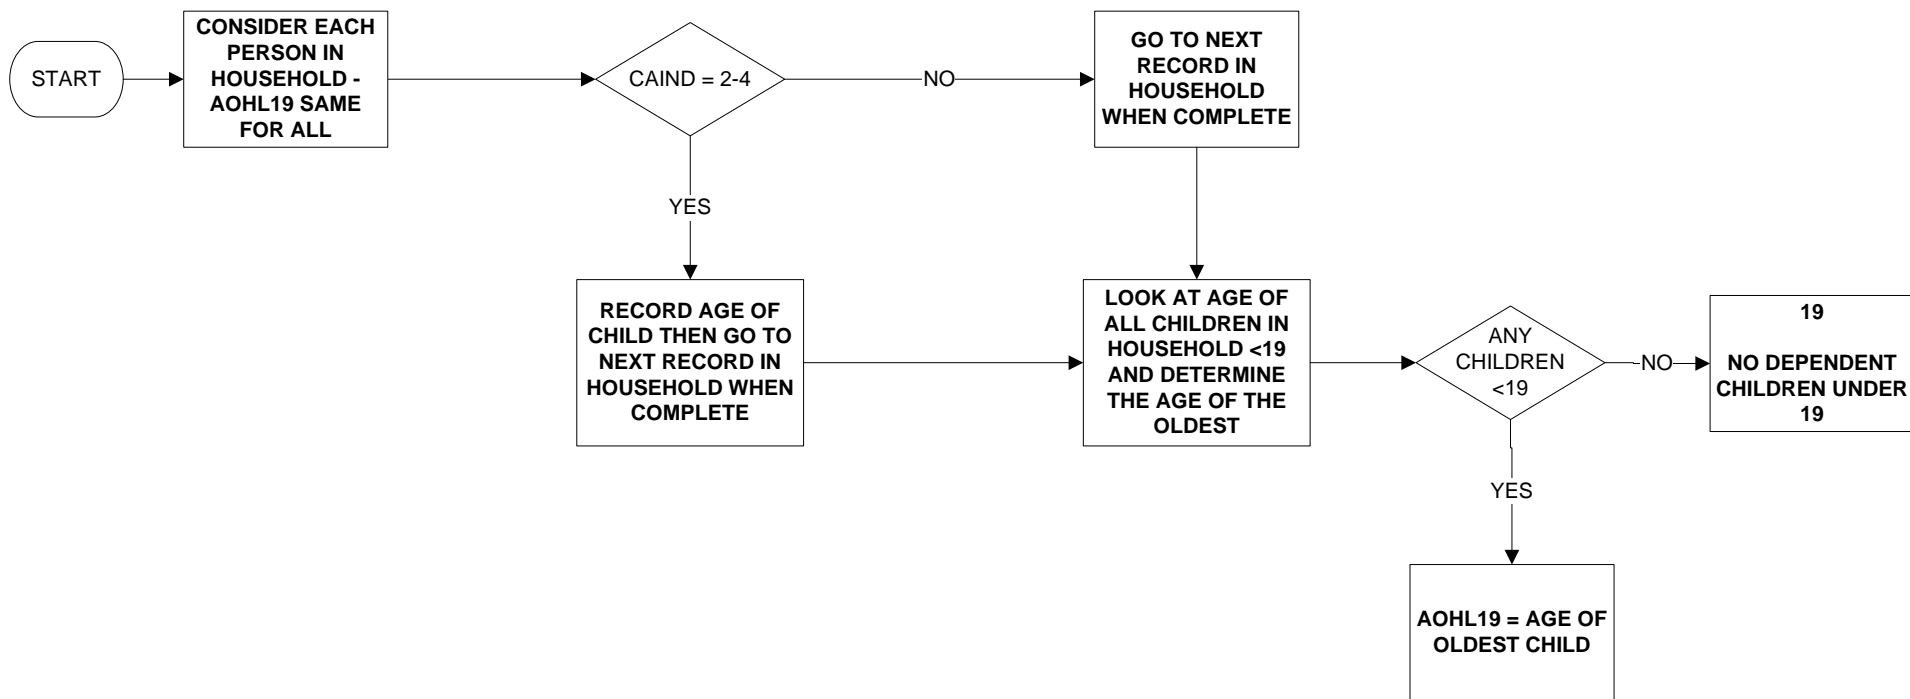 START
CONSIDER EACH
PERSON IN
HOUSEHOLD -
AOHL19 SAME
FOR ALL
CAIND = 2-4
NO
GO TO NEXT
RECORD IN
HOUSEHOLD
WHEN COMPLETE
YES
RECORD AGE OF
CHILD THEN GO TO
NEXT RECORD IN
HOUSEHOLD WHEN
COMPLETE
LOOK AT AGE OF
ALL CHILDREN IN
HOUSEHOLD <19
AND DETERMINE
THE AGE OF THE
OLDEST
ANY
CHILDREN
<19
NO
19
NO DEPENDENT
CHILDREN UNDER
19
YES
AOHL19 = AGE OF
OLDEST CHILD